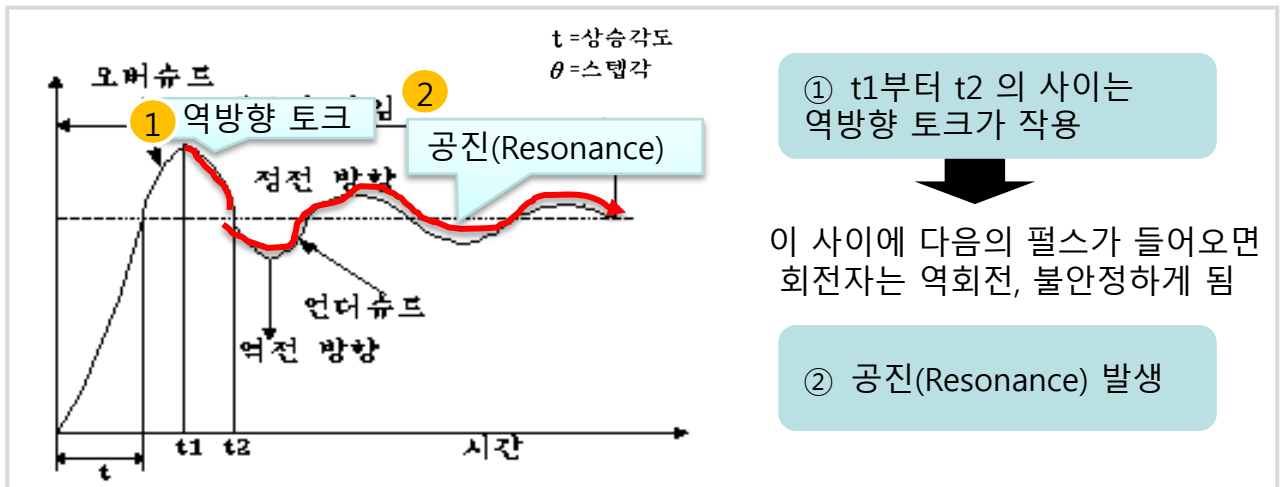 t=상승각도
θ=스텝각
오버슈트
1
역방향 토크
2
공진(Resonance)
정전 방향
언더슈트
역전 방향
t1
t2
시간
t
① t1부터 t2 의 사이는
역방향 토크가 작용
이 사이에 다음의 펄스가 들어오면
회전자는 역회전, 불안정하게 됨
② 공진(Resonance) 발생